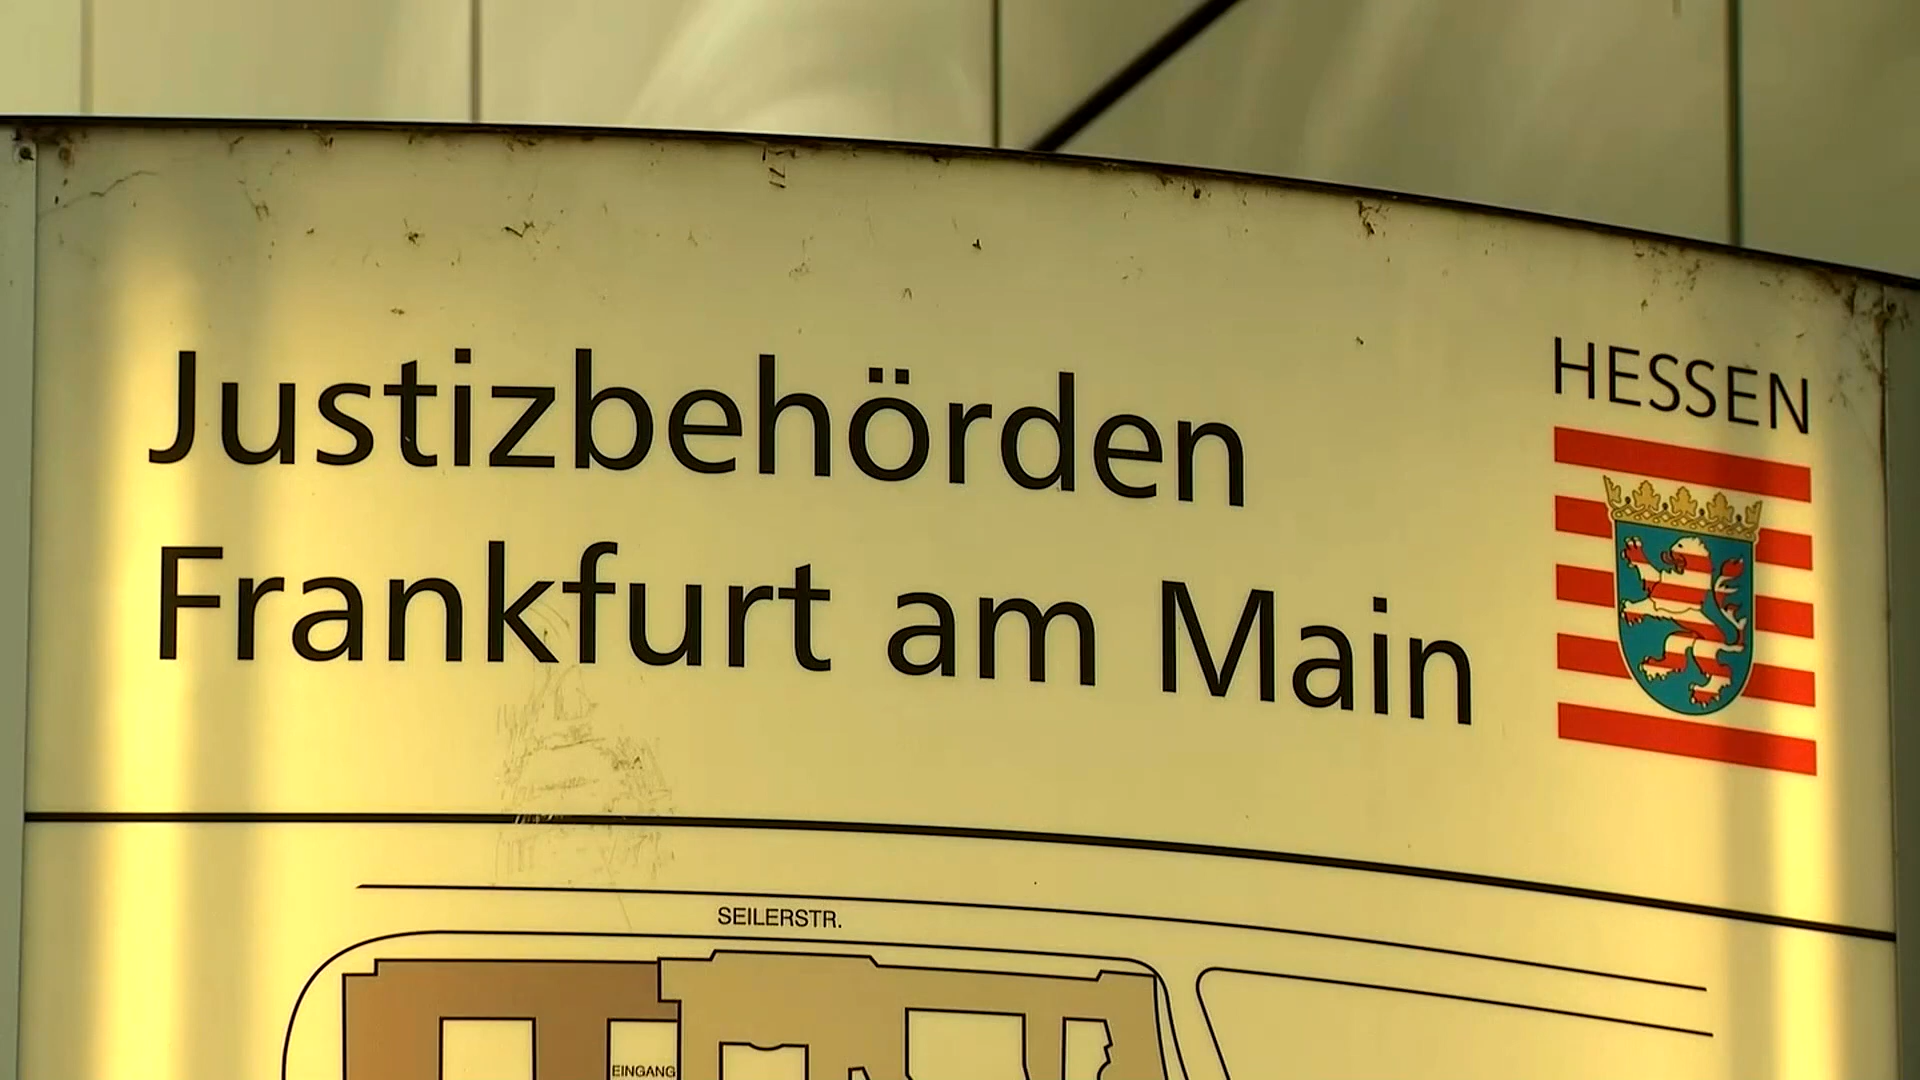 HESSEN
Justizbehörden
Frankfurt am Main
SEILERSTR.
EINGANG